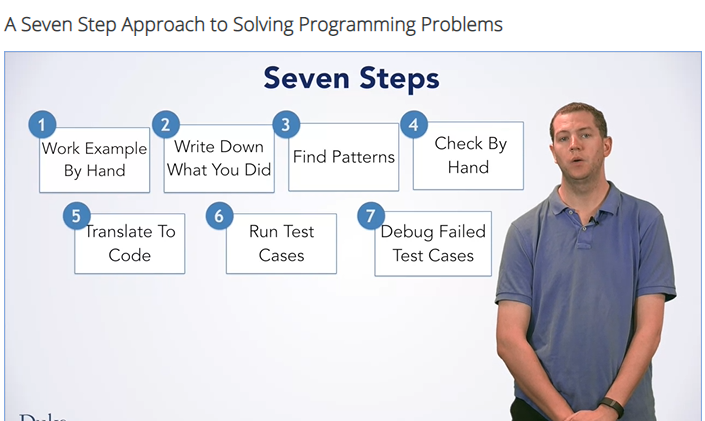 A Seven Step Approach to Solving Programming Problems
Seven Steps
1
Work Example
By Hand
2
Write Down
What You Did
3
Find Patterns
4
Check By
Hand
5
Translate To
Code
6
Run Test
Cases
7
Debug Failed
Test Cases